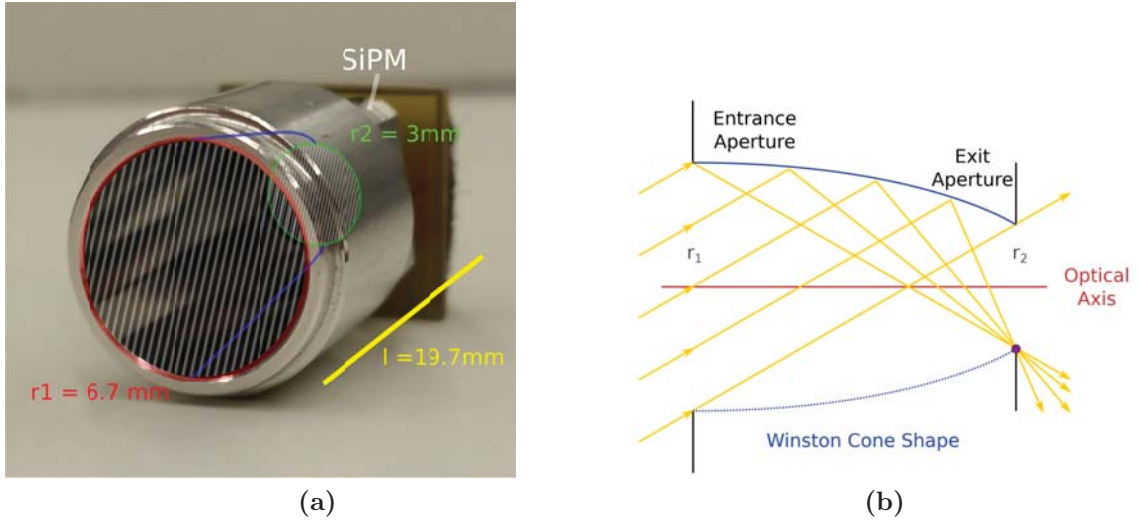 SiPM
r2 = 3mm
l =19.7mm
r1 = 6.7 mm
(a)
Entrance
Aperture
Exit
Aperture
r₁
r₂
Optical
Axis
Winston Cone Shape
(b)